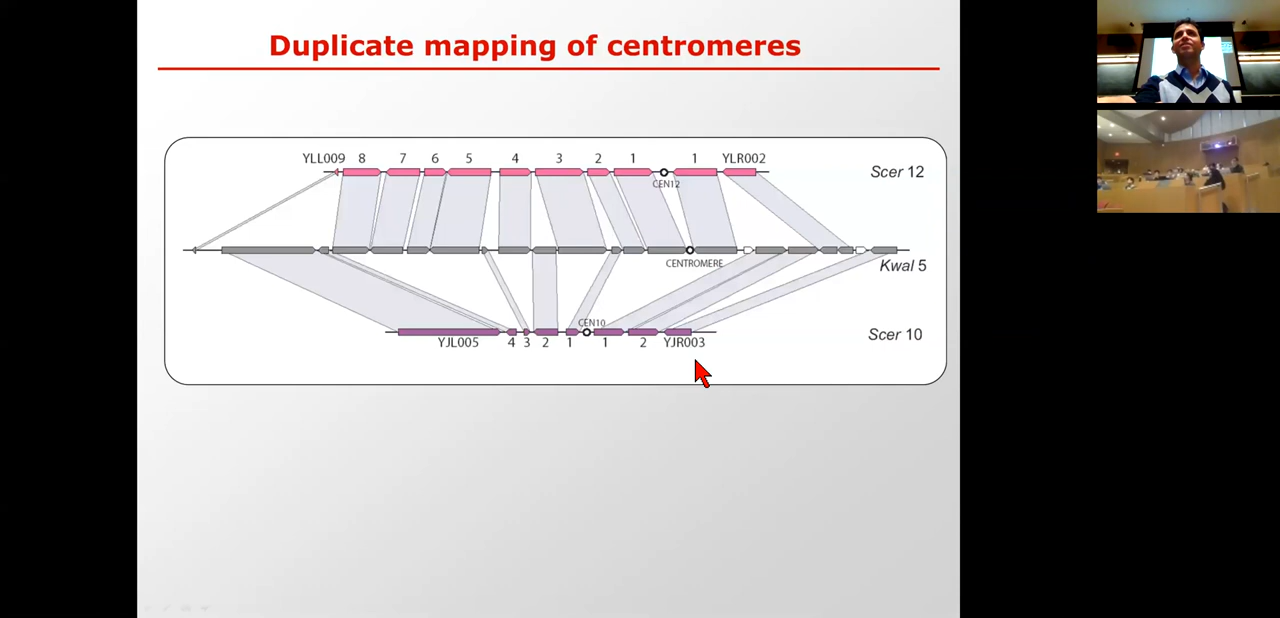 Duplicate mapping of centromeres
YLL009 8 7 6 5 4 3 2 1 1 YLR002
Scer 12
CEN12
CENTROMERE
Kwal 5
CEN10
Scer 10
YJL005 4 3 2 1 1 2 YJR003